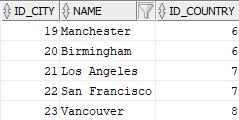 ID_CITY NAME ID_COUNTRY
19 Manchester 6
20 Birmingham 6
21 Los Angeles 7
22 San Francisco 7
23 Vancouver 8